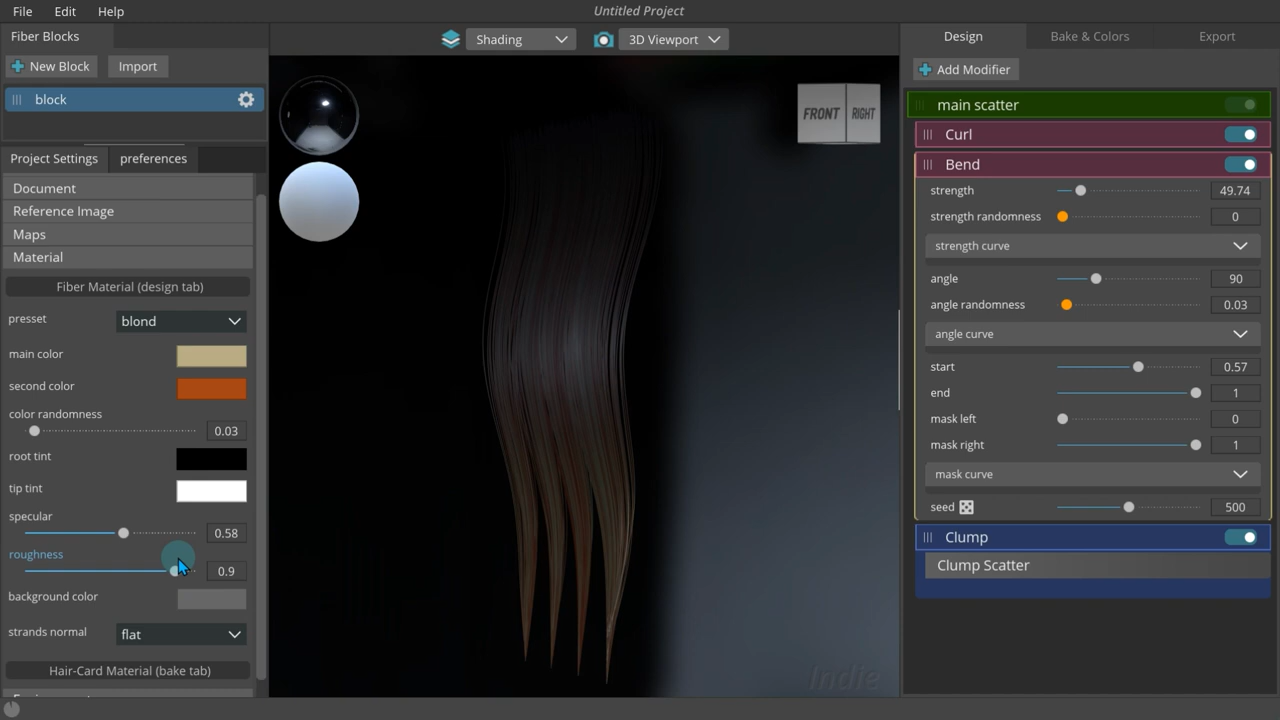 File Edit Help
Untitled Project
Fiber Blocks
New Block Import
block
Project Settings preferences
Document
Reference Image
Maps
Material
Fiber Material (design tab)
presset blond
main color
second color
color randomness
0.03
root tint
tip tint
specular
0.58
roughness
0.9
background color
strands normal flat
Hair-Card Material (bake tab)
Shading 3D Viewport
FRONT RIGHT
Indie
Design Bake & Colors Export
Add Modifier
main scatter
Curl
Bend
strength 49.74
strength randomness 0
strength curve
angle 90
angle randomness 0.03
angle curve
start 0.57
end 1
mask left 0
mask right 1
mask curve
seed 500
Clump
Clump Scatter